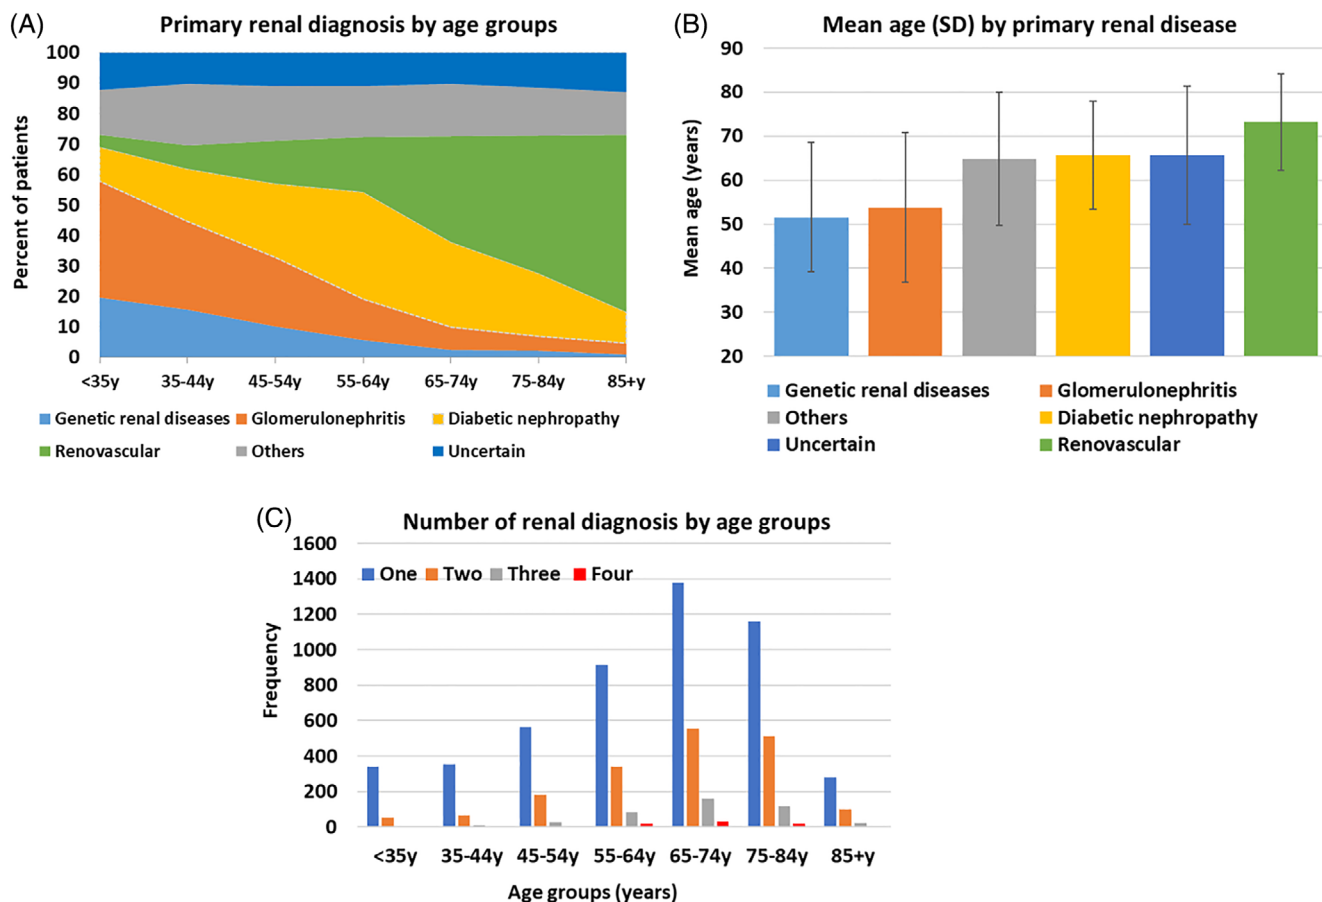 (A)
Primary renal diagnosis by age groups
100
90
80
70
60
50
40
30
20
10
0
Percent of patients
<35y 35-44y 45-54y 55-64y 65-74y 75-84y 85+y
Genetic renal diseases Glomerulonephritis Diabetic nephropathy
Renovascular Others Uncertain
(B)
Mean age (SD) by primary renal disease
90
80
70
60
50
40
30
20
Mean age (years)
Genetic renal diseases Glomerulonephritis
Others Diabetic nephropathy
Uncertain Renovascular
(C)
Number of renal diagnosis by age groups
1600
1400
1200
1000
800
600
400
200
0
Frequency
One Two Three Four
<35y 35-44y 45-54y 55-64y 65-74y 75-84y 85+y
Age groups (years)